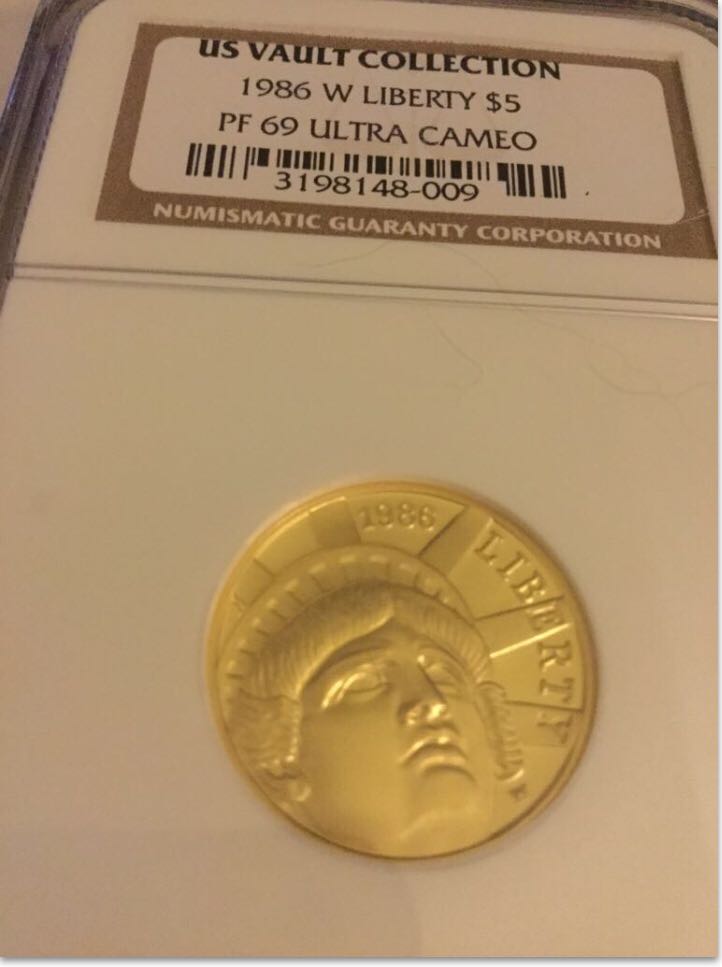 US VAULT COLLECTION
1986 W LIBERTY $5
PF 69 ULTRA CAMEO
3198148-009
NUMISMATIC GUARANTY CORPORATION
1986
LIBERTY